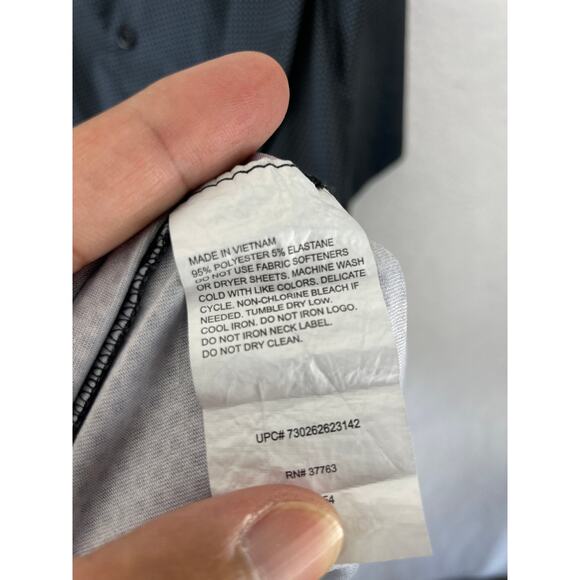 MADE IN VIETNAM
95% POLYESTER 5% ELASTANE
DO NOT USE FABRIC SOFTENERS
OR DRYER SHEETS. MACHINE WASH
COLD WITH LIKE COLORS. DELICATE
CYCLE. NON-CHLORINE BLEACH IF
NEEDED. TUMBLE DRY LOW.
COOL IRON. DO NOT IRON LOGO.
DO NOT IRON NECK LABEL.
DO NOT DRY CLEAN.
UPC# 730262623142
RN# 37763